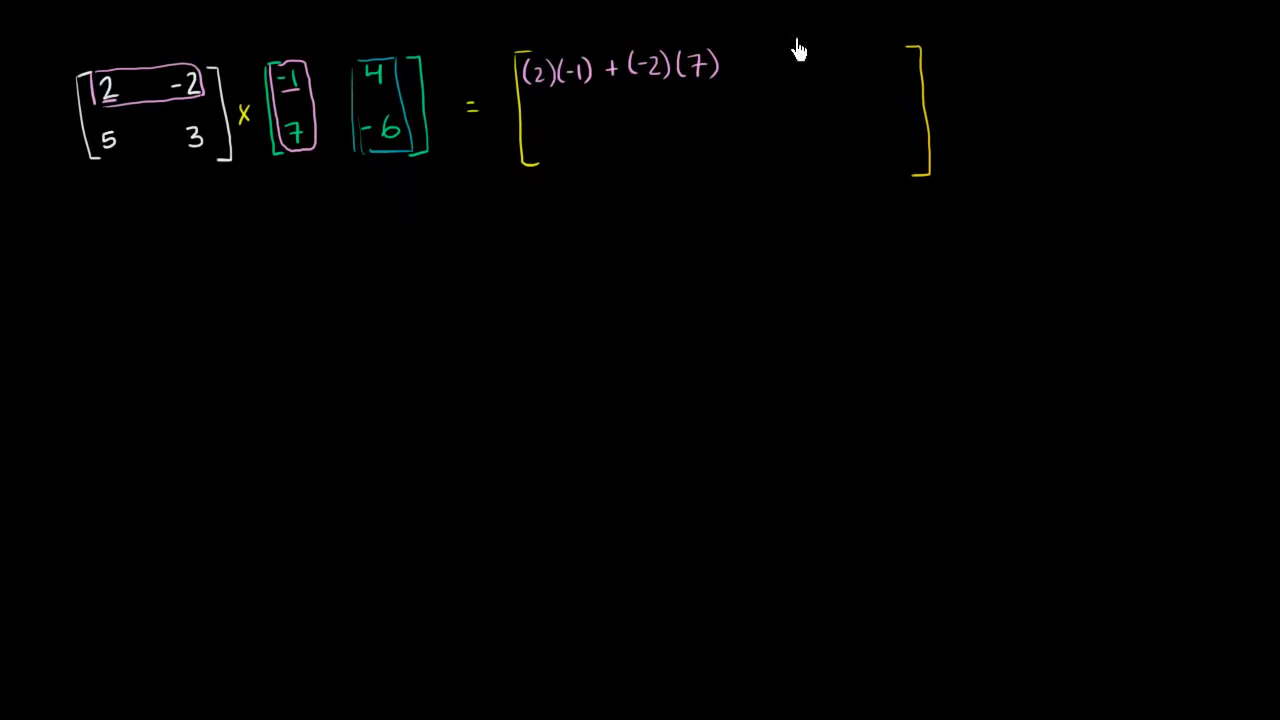 [2 -2] × [-1 4] = [(2)(-1) + (-2)(7) ]
[5 3] [7 -6]